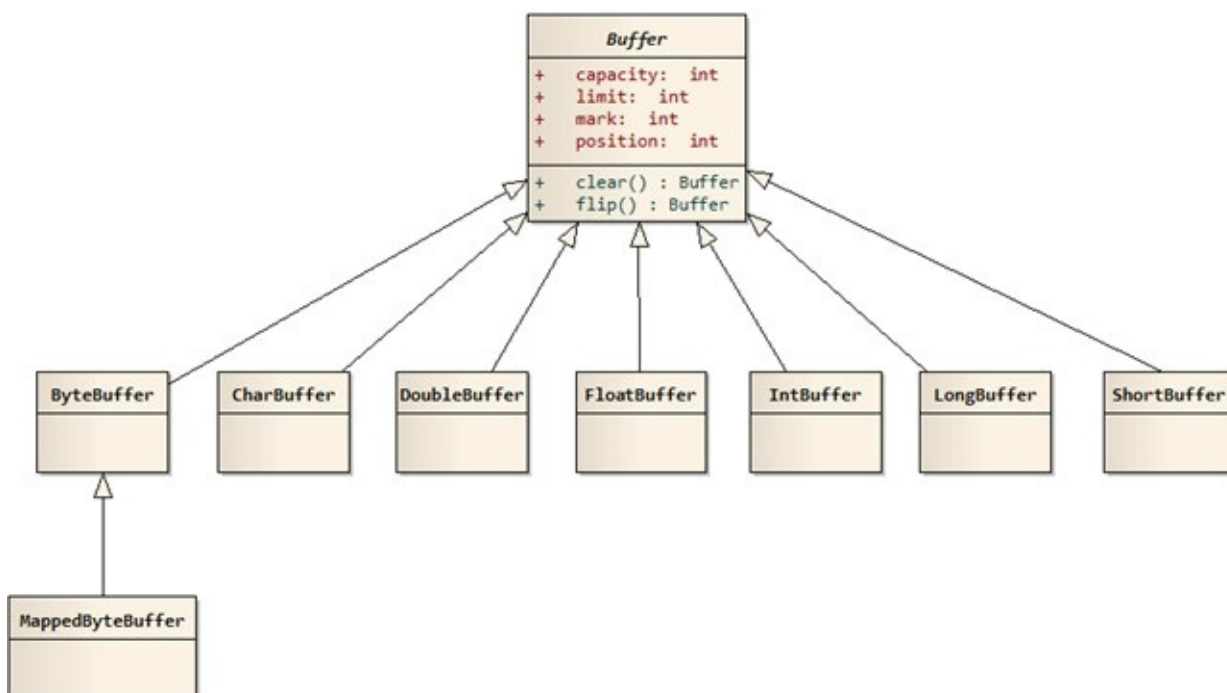 Buffer
+ capacity: int
+ limit: int
+ mark: int
+ position: int
+ clear() : Buffer
+ flip() : Buffer
ByteBuffer
CharBuffer
DoubleBuffer
FloatBuffer
IntBuffer
LongBuffer
ShortBuffer
MappedByteBuffer